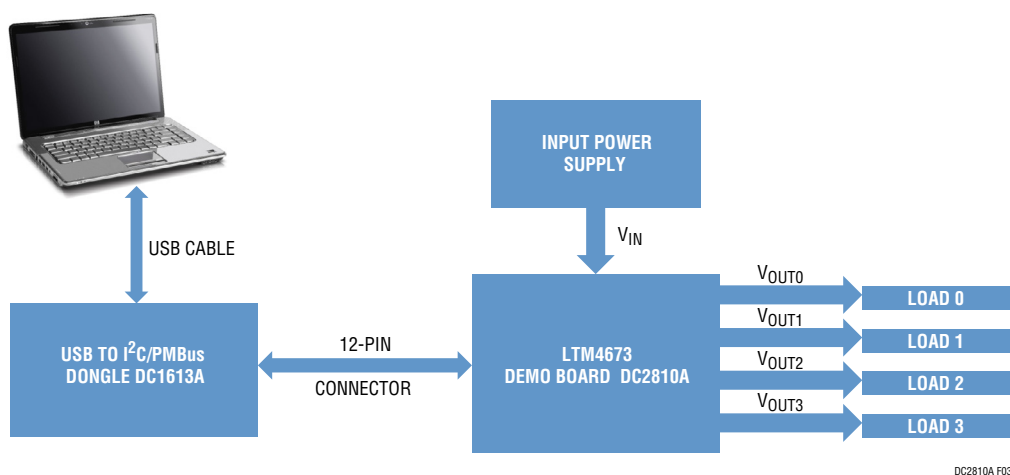 INPUT POWER
SUPPLY
USB CABLE
V_IN
USB TO I²C/PMBus
DONGLE DC1613A
12-PIN
CONNECTOR
LTM4673
DEMO BOARD DC2810A
V_OUT0
LOAD 0
V_OUT1
LOAD 1
V_OUT2
LOAD 2
V_OUT3
LOAD 3
DC2810A F03